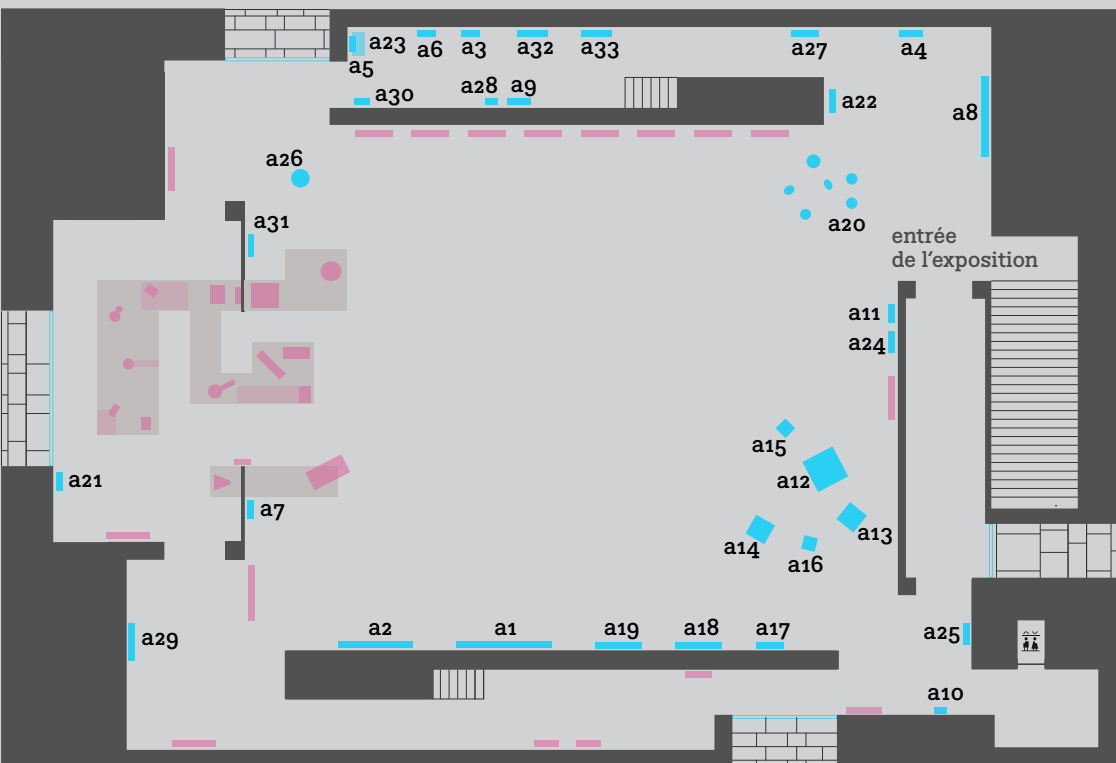 a23
a6
a3
a32
a33
a27
a4
a5
a30
a28
a9
a22
a8
a26
a20
a31
entrée
de l'exposition
a11
a24
a15
a12
a21
a7
a13
a14
a16
a29
a2
a1
a19
a18
a17
a25
a10